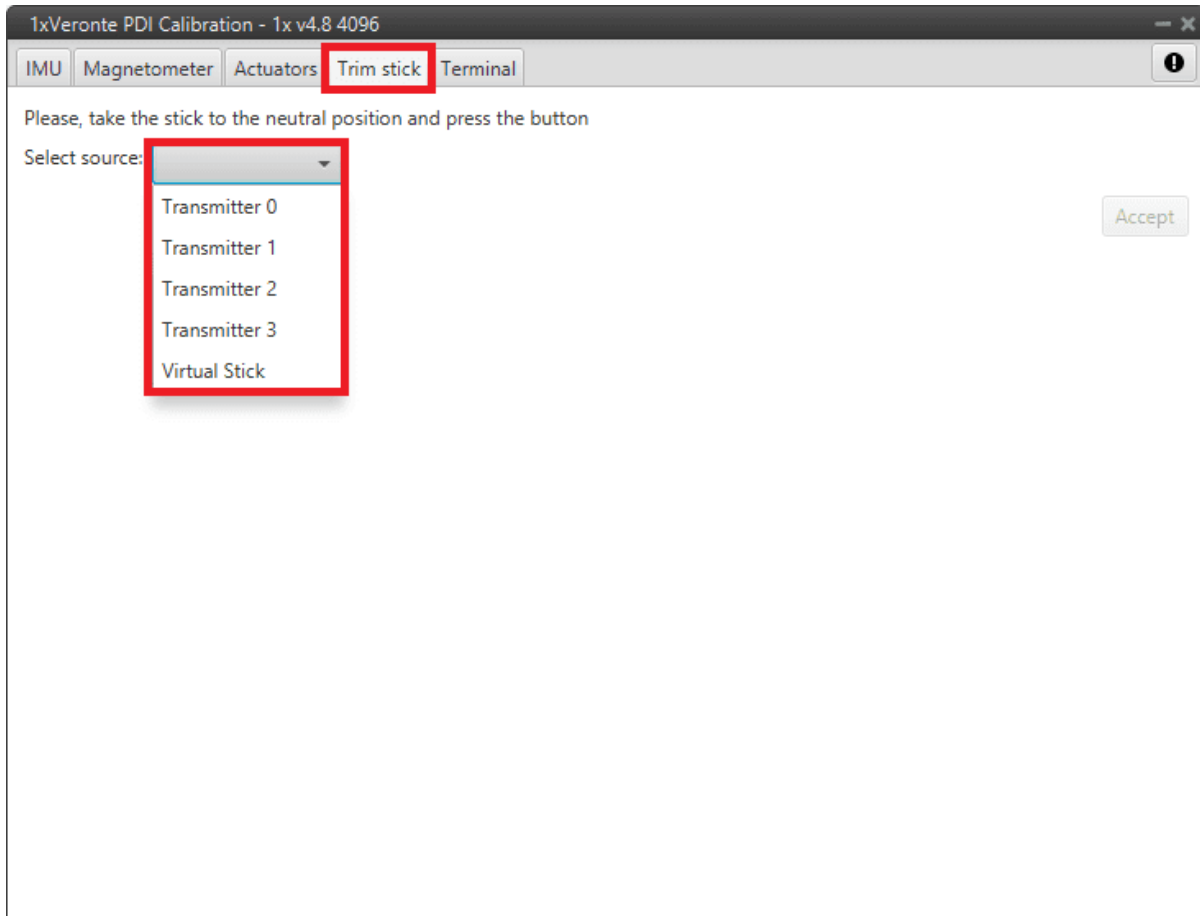 1xVeronte PDI Calibration - 1x v4.8 4096
IMU Magnetometer Actuators Trim stick Terminal
Please, take the stick to the neutral position and press the button
Select source:
Transmitter 0
Accept
Transmitter 1
Transmitter 2
Transmitter 3
Virtual Stick